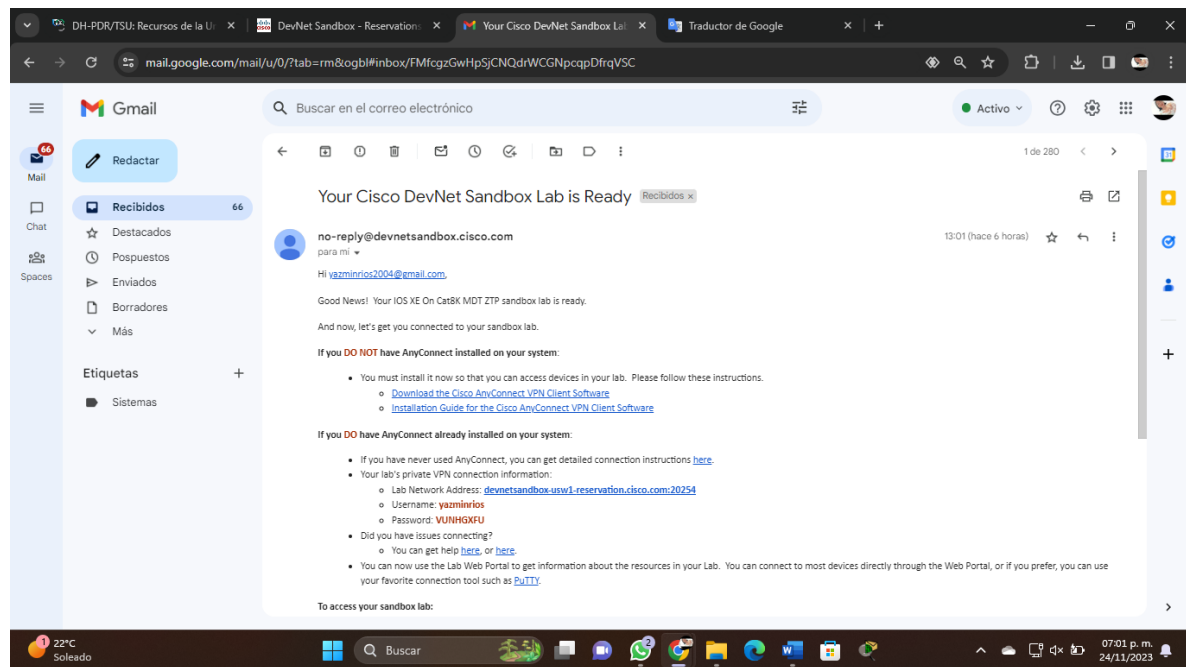 DH-PDR/TSU: Recursos de la Un
DevNet Sandbox - Reservations
Your Cisco DevNet Sandbox Lab
Traductor de Google
mail.google.com/mail/u/0/?tab=rm&ogbl#inbox/FMfcgzGwHpSjCNQdrWCGNpcqpDfrqVSC
Gmail
Buscar en el correo electrónico
Activo
66
Mail
Chat
Spaces
Redactar
Recibidos 66
Destacados
Pospuestos
Enviados
Borradores
Más
Etiquetas
Sistemas
1 de 280
Your Cisco DevNet Sandbox Lab is Ready Recibidos x
no-reply@devnetsandbox.cisco.com 13:01 (hace 6 horas)
para mí
Hi yazminrios2004@gmail.com,
Good News! Your IOS XE On Cat8K MDT ZTP sandbox lab is ready.
And now, let's get you connected to your sandbox lab.
If you DO NOT have AnyConnect installed on your system:
You must install it now so that you can access devices in your lab. Please follow these instructions.
Download the Cisco AnyConnect VPN Client Software
Installation Guide for the Cisco AnyConnect VPN Client Software
If you DO have AnyConnect already installed on your system:
If you have never used AnyConnect, you can get detailed connection instructions here.
Your lab's private VPN connection information:
Lab Network Address: devnetsandbox-usw1-reservation.cisco.com:20254
Username: yazminrios
Password: VUNHGXFU
Did you have issues connecting?
You can get help here, or here.
You can now use the Lab Web Portal to get information about the resources in your Lab. You can connect to most devices directly through the Web Portal, or if you prefer, you can use
your favorite connection tool such as PuTTY.
To access your sandbox lab:
1
22°C
Soleado
Buscar
2
07:01 p. m.
24/11/2023